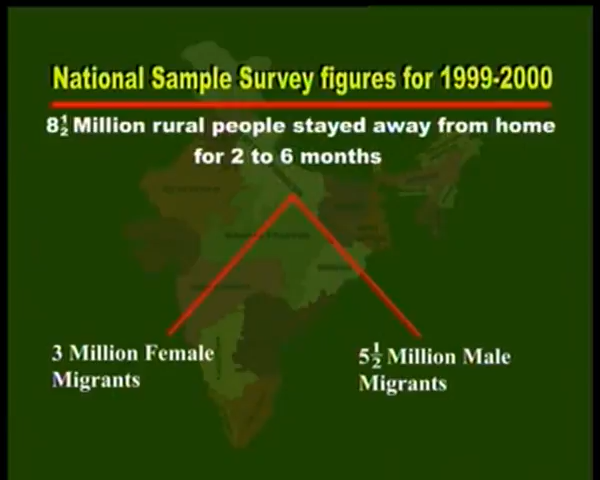 National Sample Survey figures for 1999-2000
8½ Million rural people stayed away from home
for 2 to 6 months
3 Million Female
Migrants
5½ Million Male
Migrants